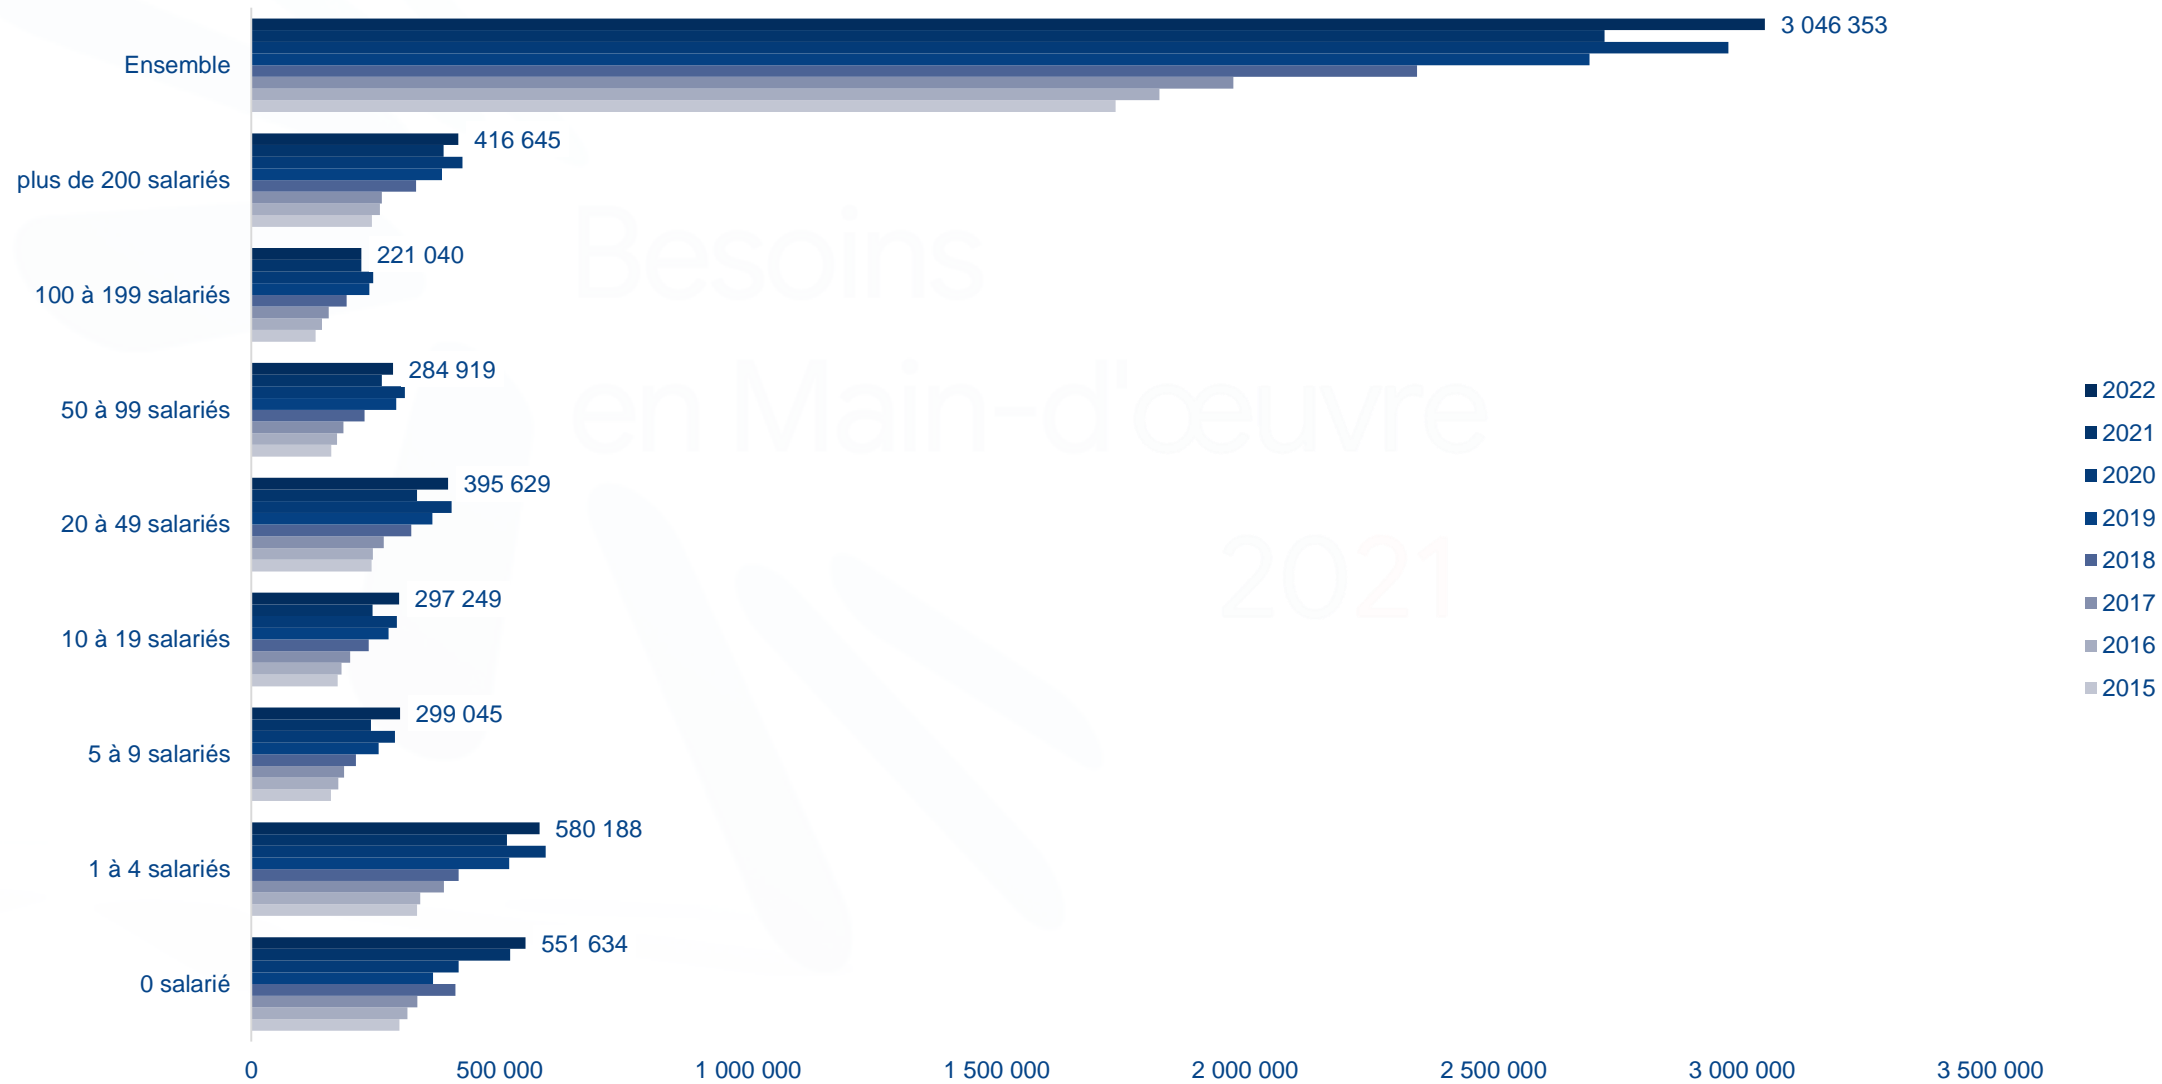 Ensemble
3 046 353
plus de 200 salariés
416 645
100 à 199 salariés
221 040
50 à 99 salariés
284 919
20 à 49 salariés
395 629
10 à 19 salariés
297 249
5 à 9 salariés
299 045
1 à 4 salariés
580 188
0 salarié
551 634
0 500 000 1 000 000 1 500 000 2 000 000 2 500 000 3 000 000 3 500 000
2022
2021
2020
2019
2018
2017
2016
2015
Besoins
en Main-d'œuvre
2021